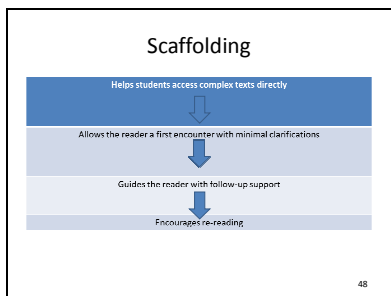 Scaffolding
Helps students access complex texts directly
Allows the reader a first encounter with minimal clarifications
Guides the reader with follow-up support
Encourages re-reading
48